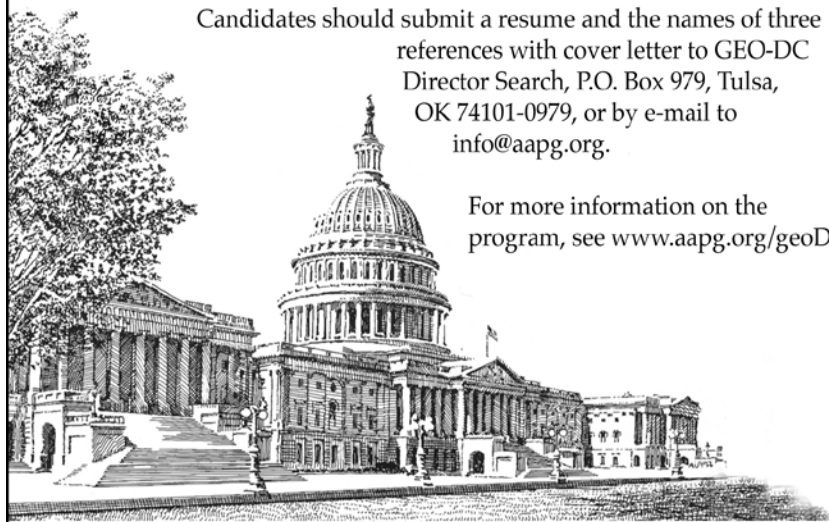 Candidates should submit a resume and the names of three
references with cover letter to GEO-DC
Director Search, P.O. Box 979, Tulsa,
OK 74101-0979, or by e-mail to
info@aapg.org.
For more information on the
program, see www.aapg.org/geoD